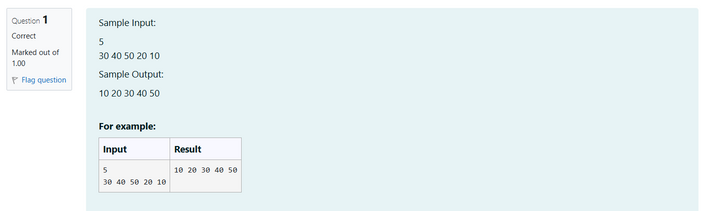 Question 1
Correct
Marked out of
1.00
Flag question
Sample Input:
5
30 40 50 20 10
Sample Output:
10 20 30 40 50
For example:
Input Result
5 10 20 30 40 50
30 40 50 20 10